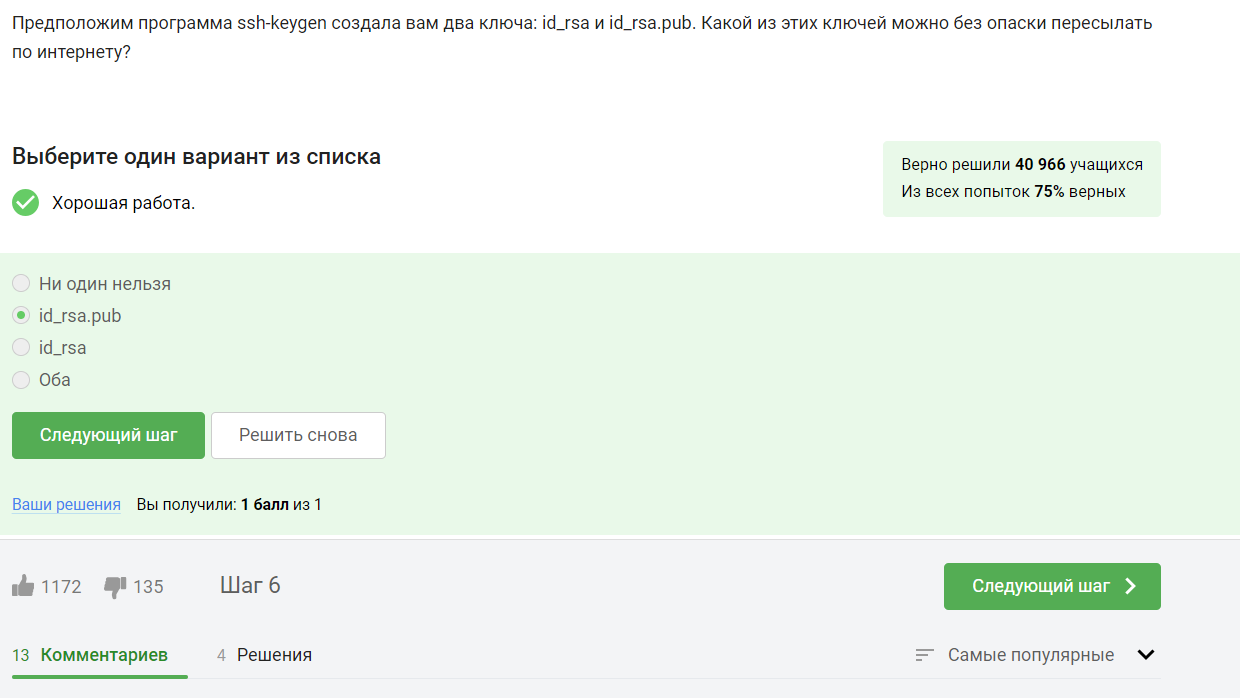 Предположим программа ssh-keygen создала вам два ключа: id_rsa и id_rsa.pub. Какой из этих ключей можно без опаски пересылать
по интернету?
Выберите один вариант из списка
Верно решили 40 966 учащихся
Из всех попыток 75% верных
Хорошая работа.
Ни один нельзя
id_rsa.pub
id_rsa
Оба
Следующий шаг
Решить снова
Ваши решения Вы получили: 1 балл из 1
1172 135 Шаг 6
Следующий шаг
13 Комментариев 4 Решения
Самые популярные